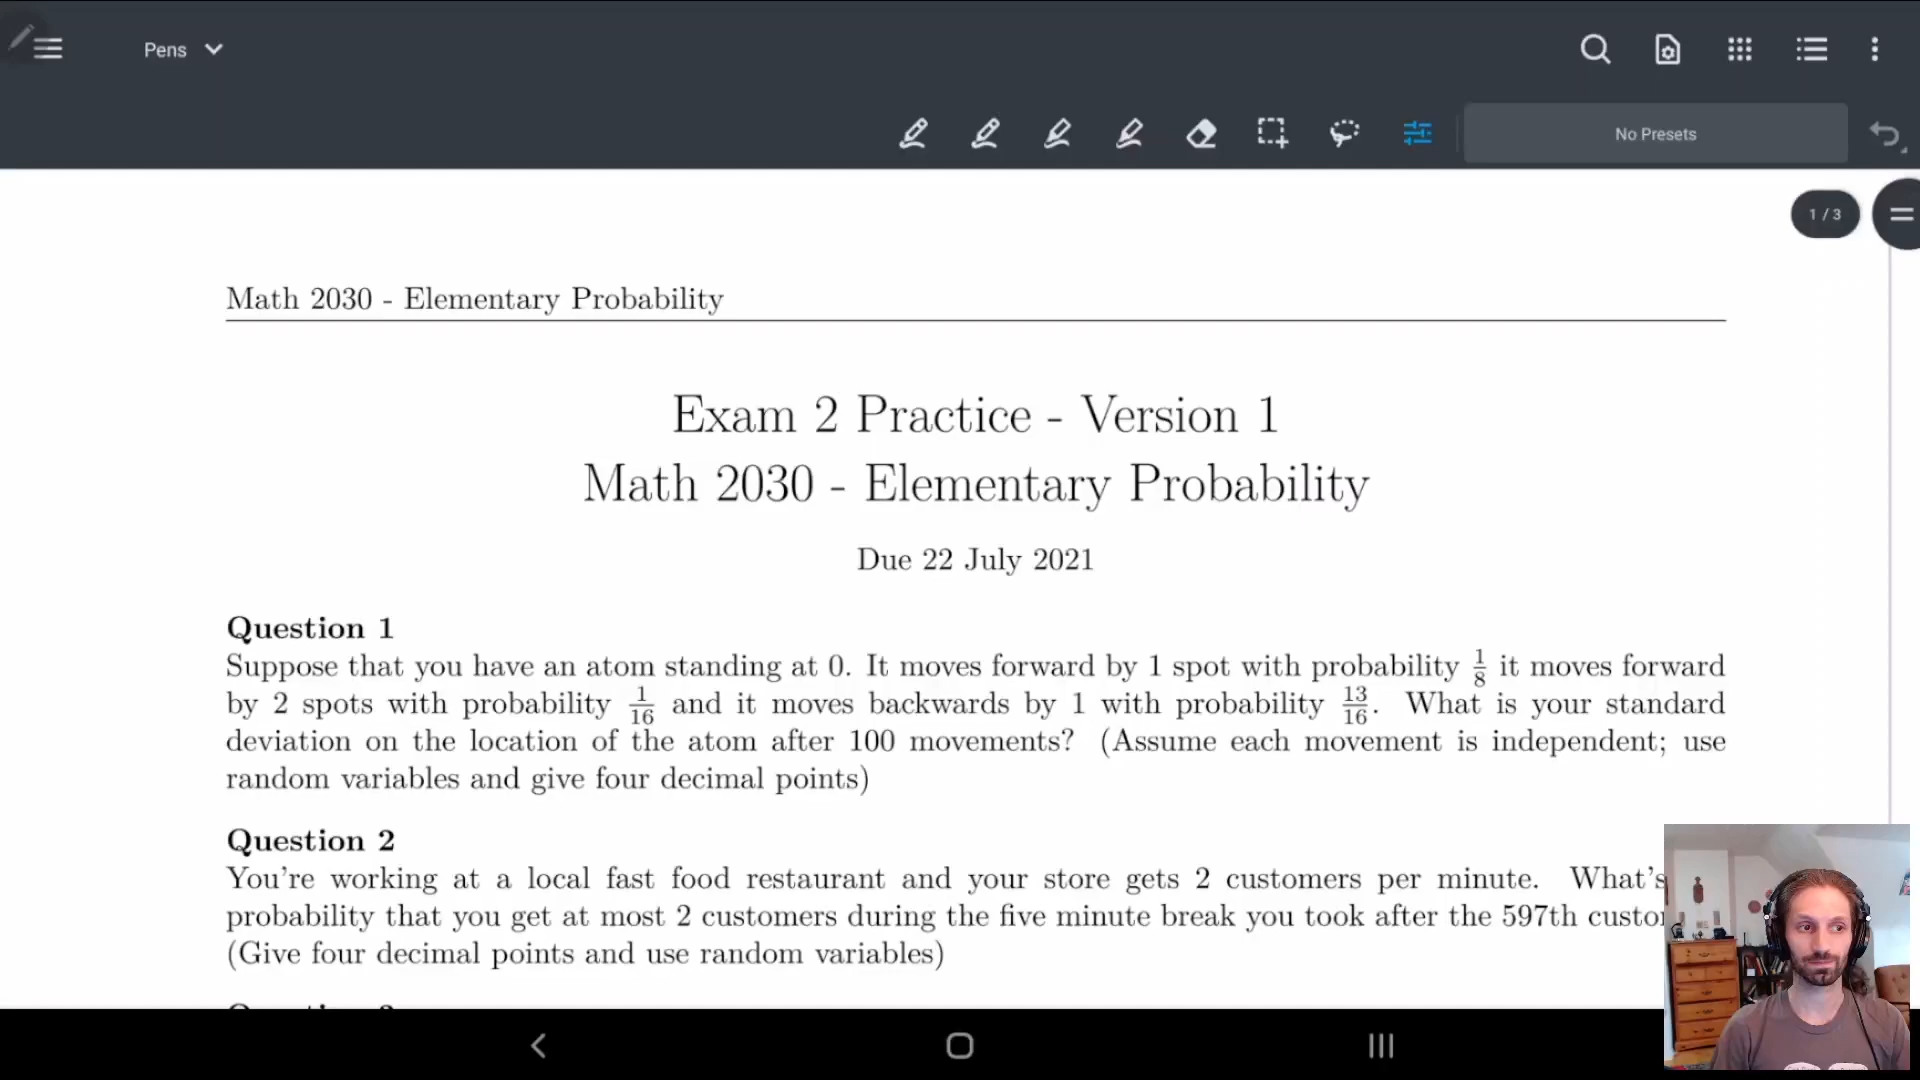 Pens
No Presets
1 / 3
Math 2030 - Elementary Probability
Exam 2 Practice - Version 1
Math 2030 - Elementary Probability
Due 22 July 2021
Question 1
Suppose that you have an atom standing at 0. It moves forward by 1 spot with probability 1/8 it moves forward
by 2 spots with probability 1/16 and it moves backwards by 1 with probability 13/16. What is your standard
deviation on the location of the atom after 100 movements? (Assume each movement is independent; use
random variables and give four decimal points)
Question 2
You're working at a local fast food restaurant and your store gets 2 customers per minute. What's
probability that you get at most 2 customers during the five minute break you took after the 597th
(Give four decimal points and use random variables)